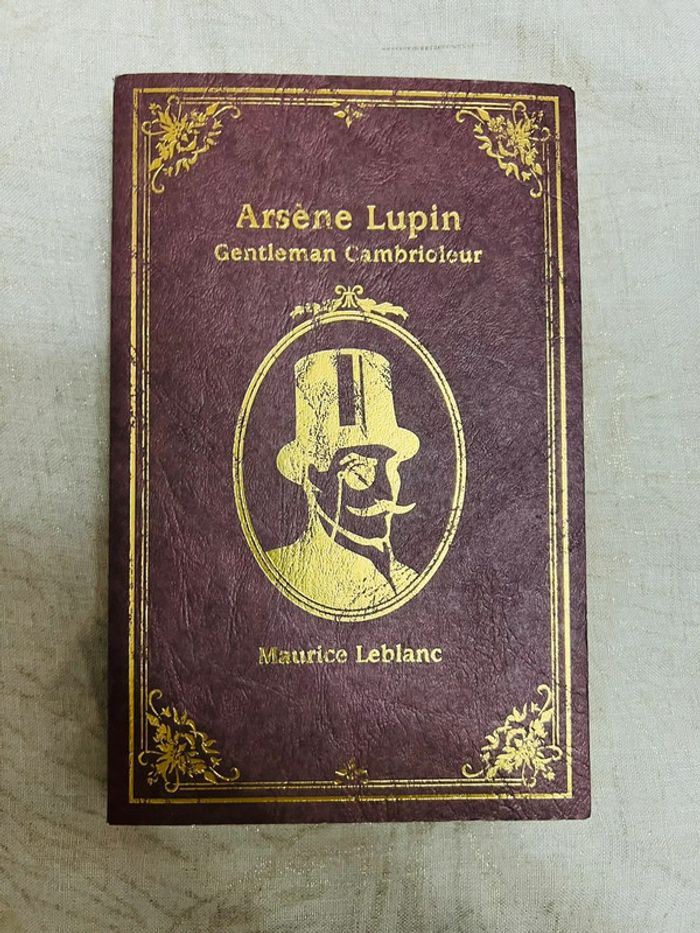 Arsène Lupin
Gentleman Cambrioleur
Maurice Leblanc